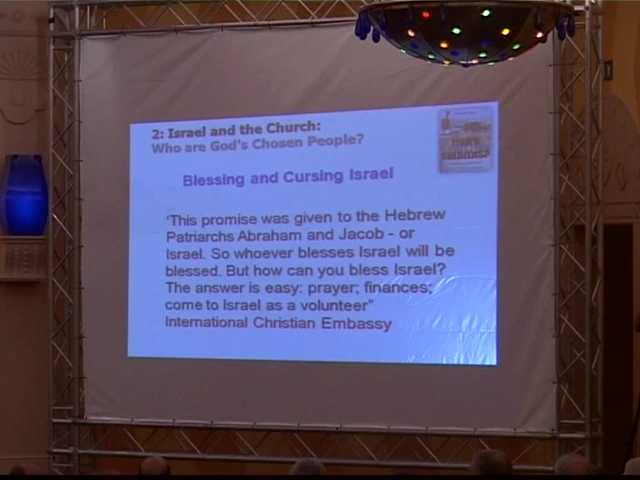 2: Israel and the Church:
Who are God's Chosen People?
Blessing and Cursing Israel
'This promise was given to the Hebrew
Patriarchs Abraham and Jacob - or
Israel. So whoever blesses Israel will be
blessed. But how can you bless Israel?
The answer is easy: prayer; finances;
come to Israel as a volunteer”
International Christian Embassy